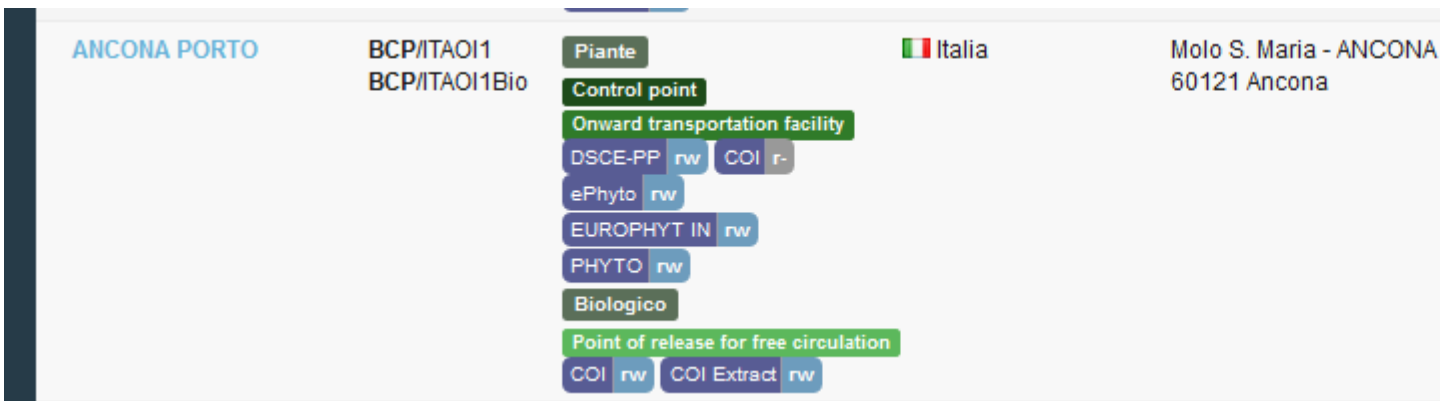 ANCONA PORTO
BCP/ITAOI1
BCP/ITAOI1Bio
Piante
Control point
Onward transportation facility
DSCE-PP rw COI r-
ePhyto rw
EUROPHYT IN rw
PHYTO rw
Biologico
Point of release for free circulation
COI rw COI Extract rw
Italia
Molo S. Maria - ANCONA
60121 Ancona